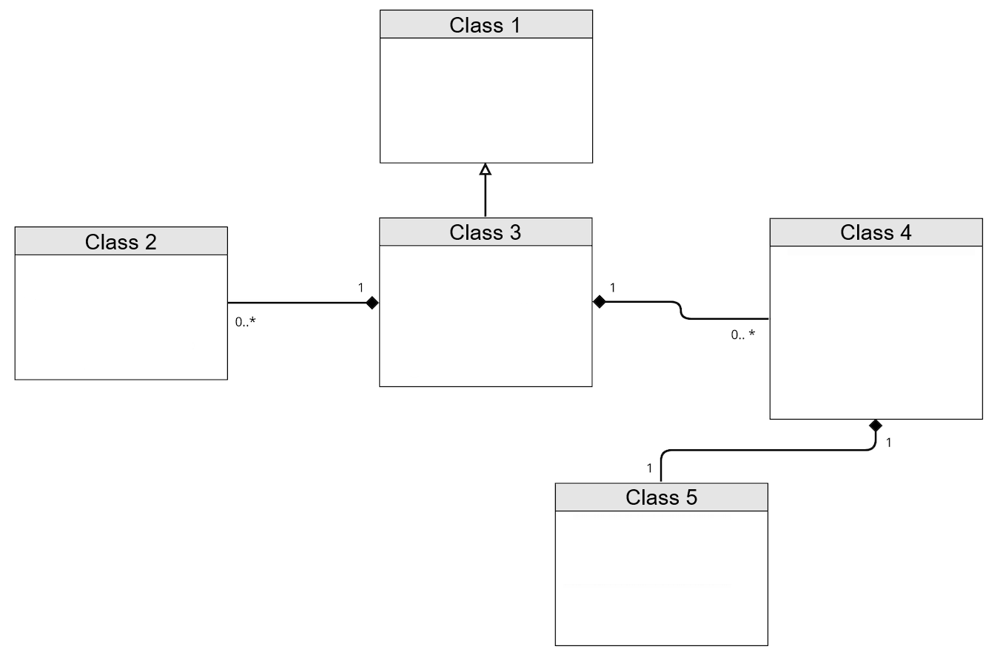 Class 1
Class 2
Class 3
Class 4
1
0..*
1
0.. *
1
1
Class 5